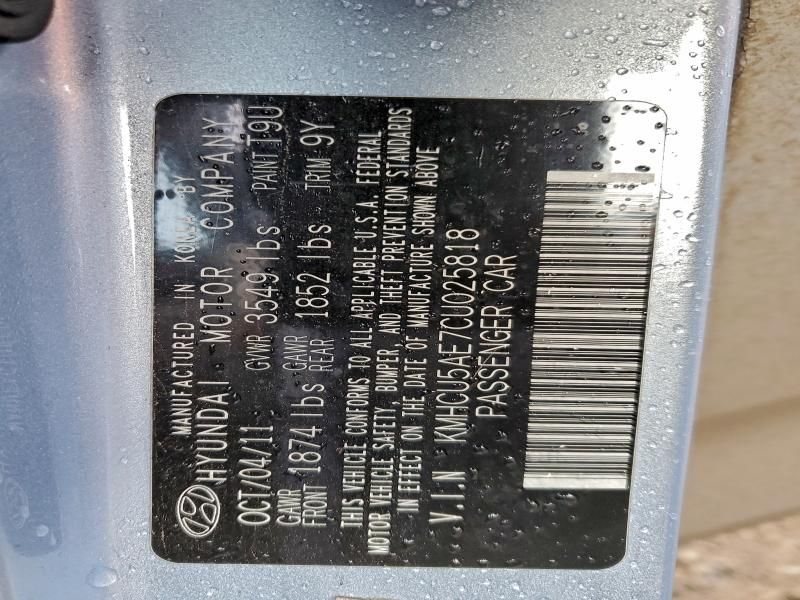 MANUFACTURED IN KOREA BY
HYUNDAI MOTOR COMPANY
OCT/04/11 GVWR 3549 lbs PAINT T9U
GAWR FRONT 1874 lbs GAWR REAR 1852 lbs TRIM 9Y
THIS VEHICLE CONFORMS TO ALL APPLICABLE U.S.A. FEDERAL
MOTOR VEHICLE SAFETY, BUMPER, AND THEFT PREVENTION STANDARDS
IN EFFECT ON THE DATE OF MANUFACTURE SHOWN ABOVE
V.I.N KMHCU5AE7CU025818
PASSENGER CAR